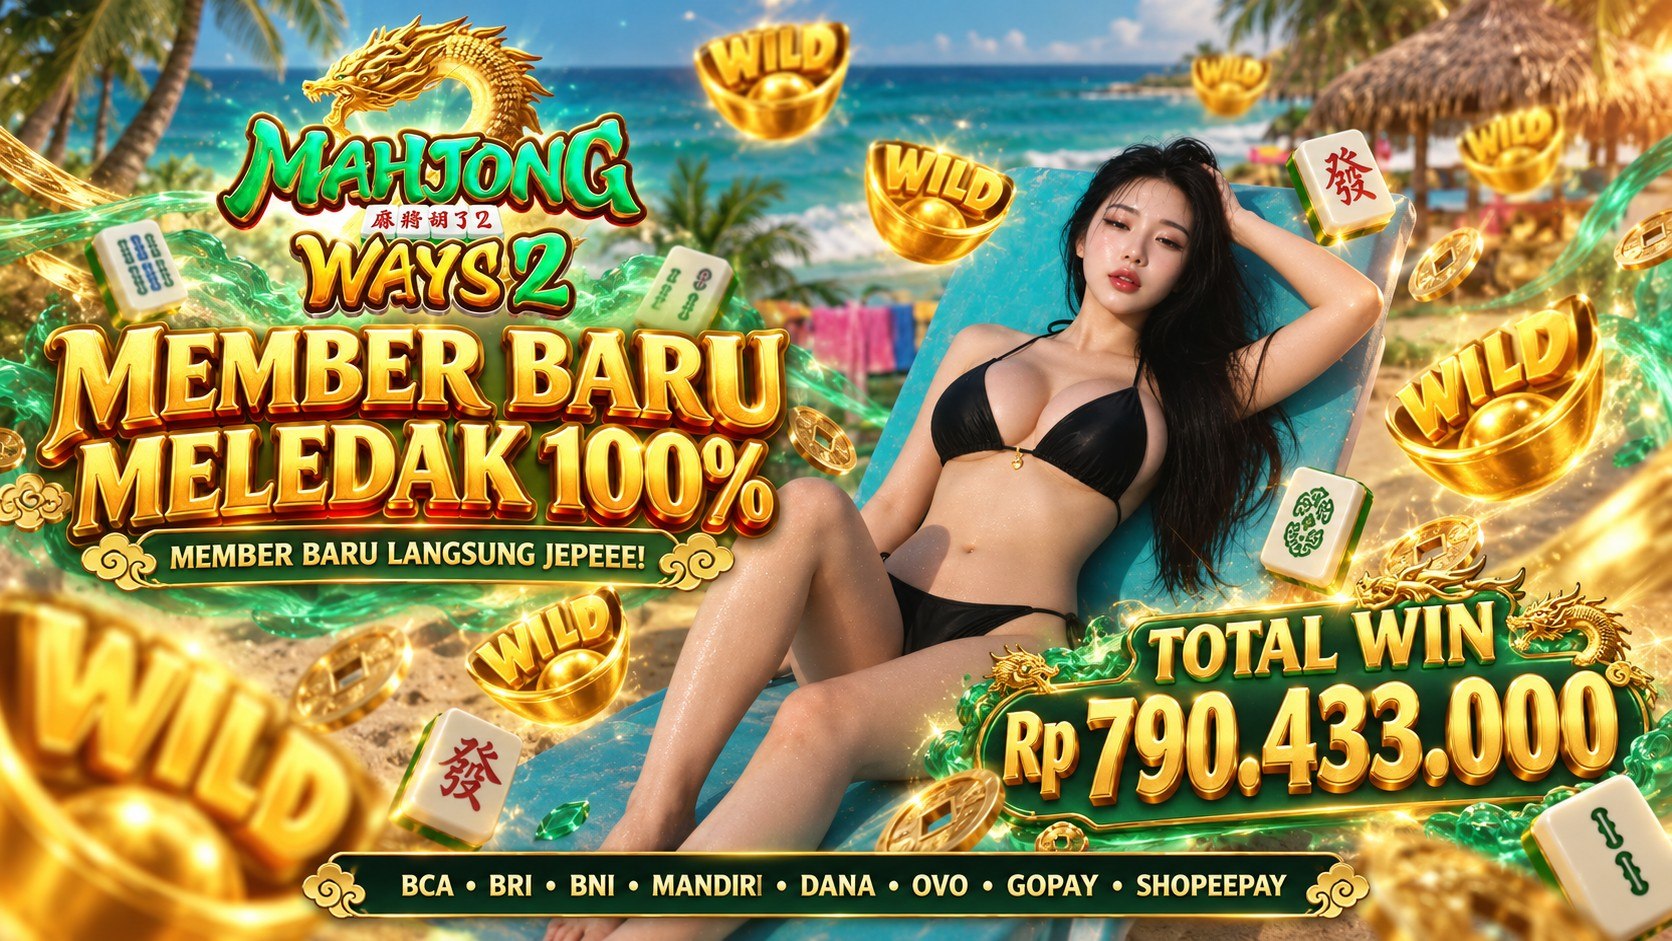 MAHJONG
麻將胡了2
WAYS 2
MEMBER BARU
MELEDAK 100%
MEMBER BARU LANGSUNG JEPEEE!
WILD
WILD
WILD
WILD
WILD
WILD
WILD
發
發
TOTAL WIN
Rp 790.433.000
BCA • BRI • BNI • MANDIRI • DANA • OVO • GOPAY • SHOPEEPAY